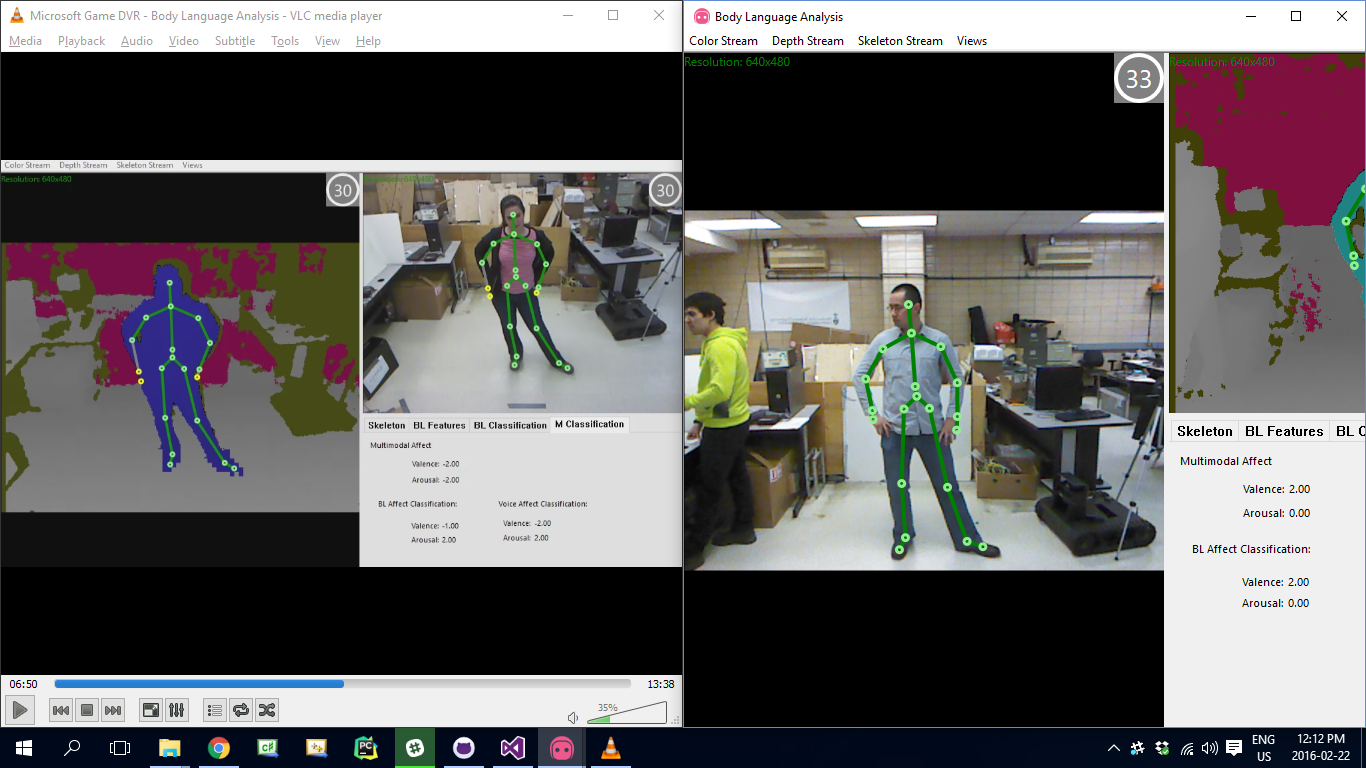 Microsoft Game DVR - Body Language Analysis - VLC media player
Media Playback Audio Video Subtitle Tools View Help
Color Stream Depth Stream Skeleton Stream Views
Resolution: 640x480
30
Resolution: 640x480
30
Skeleton BL Features BL Classification M Classification
Multimodal Affect
Valence: -2.00
Arousal: -2.00
BL Affect Classification:
Valence: -1.00
Arousal: 2.00
Voice Affect Classification:
Valence: -2.00
Arousal: 2.00
06:50
13:38
35%
Body Language Analysis
Color Stream Depth Stream Skeleton Stream Views
Resolution: 640x480
33
Resolution: 640x480
Skeleton BL Features BL C
Multimodal Affect
Valence: 2.00
Arousal: 0.00
BL Affect Classification:
Valence: 2.00
Arousal: 0.00
C#
PC
ENG
US
12:12 PM
2016-02-22